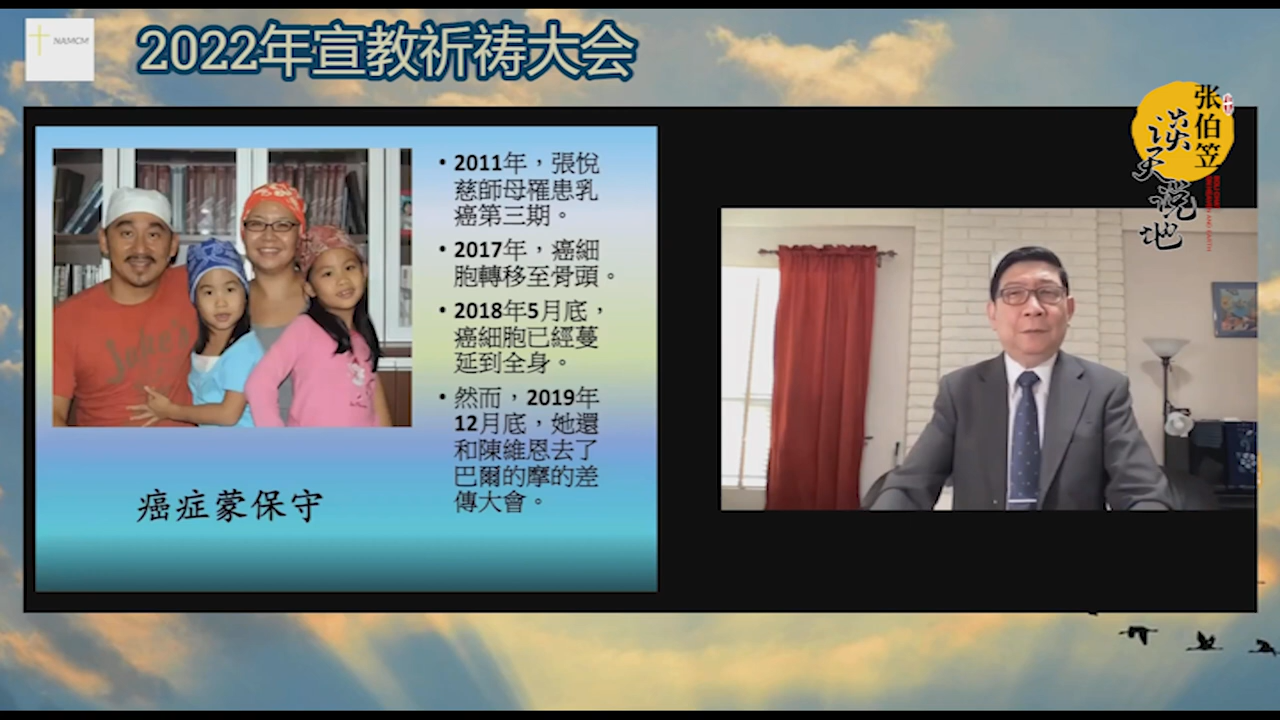 NAMCM
2022年宣教祈祷大会
张伯笠
谈天说地
• 2011年，張悅
慈師母罹患乳
癌第三期。
• 2017年，癌細
胞轉移至骨頭。
• 2018年5月底，
癌細胞已經蔓
延到全身。
• 然而，2019年
12月底，她還
和陳維恩去了
巴爾的摩的差
傳大會。
癌症蒙保守